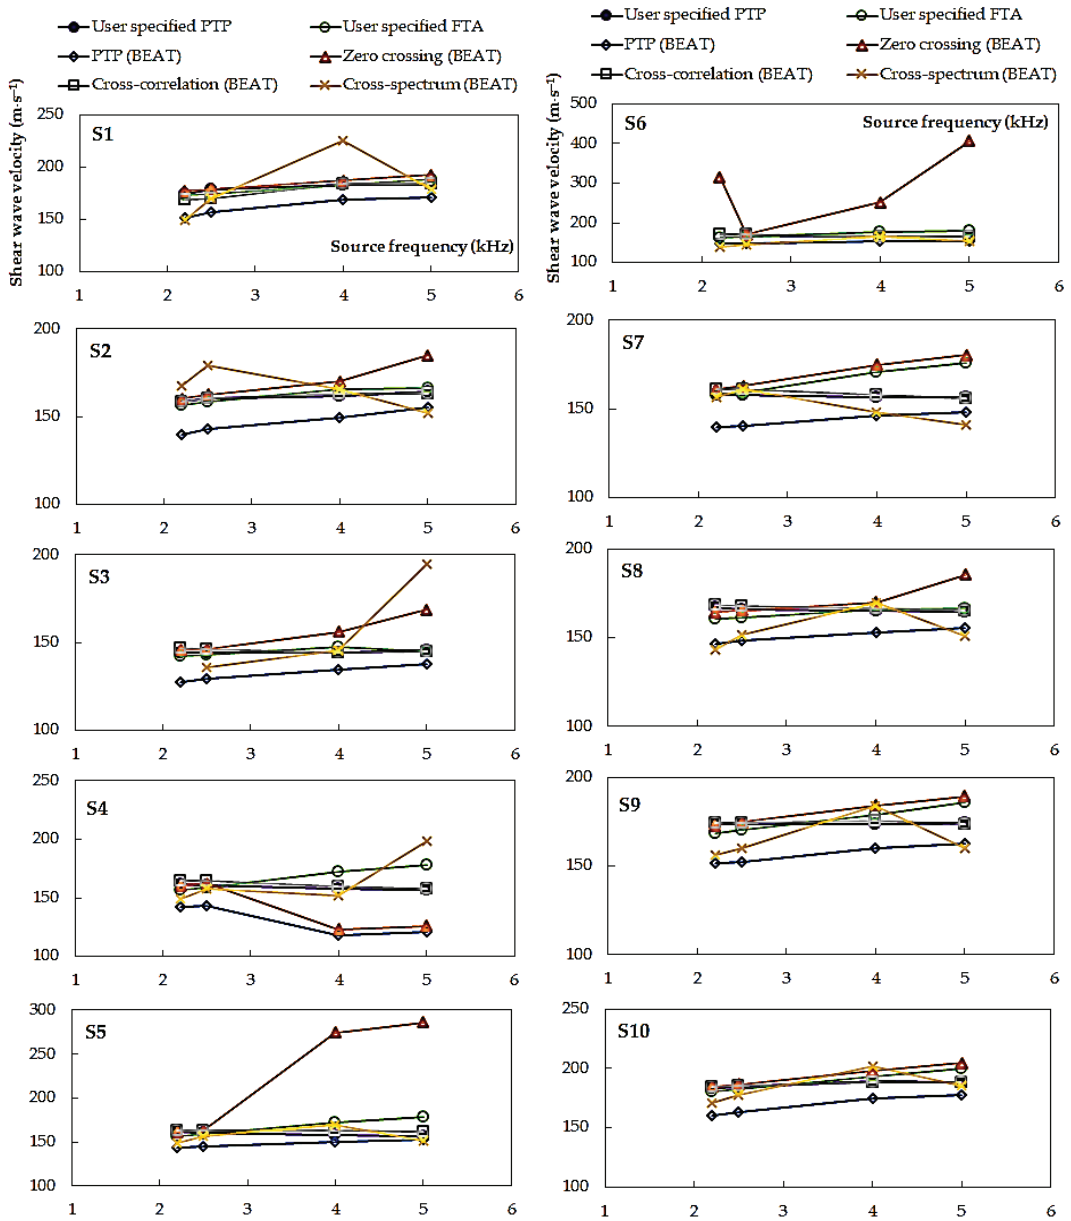 User specified PTP
User specified FTA
PTP (BEAT)
Zero crossing (BEAT)
Cross-correlation (BEAT)
Cross-spectrum (BEAT)
Shear wave velocity (m·s⁻¹)
250
200
150
100
S1
Source frequency (kHz)
1 2 3 4 5 6
200
150
100
S2
1 2 3 4 5 6
200
150
100
S3
1 2 3 4 5 6
250
200
150
100
S4
1 2 3 4 5 6
300
250
200
150
100
S5
1 2 3 4 5 6
User specified PTP
User specified FTA
PTP (BEAT)
Zero crossing (BEAT)
Cross-correlation (BEAT)
Cross-spectrum (BEAT)
Shear wave velocity (m·s⁻¹)
500
400
300
200
100
S6
Source frequency (kHz)
1 2 3 4 5 6
200
150
100
S7
1 2 3 4 5 6
200
150
100
S8
1 2 3 4 5 6
200
150
100
S9
1 2 3 4 5 6
250
200
150
100
S10
1 2 3 4 5 6